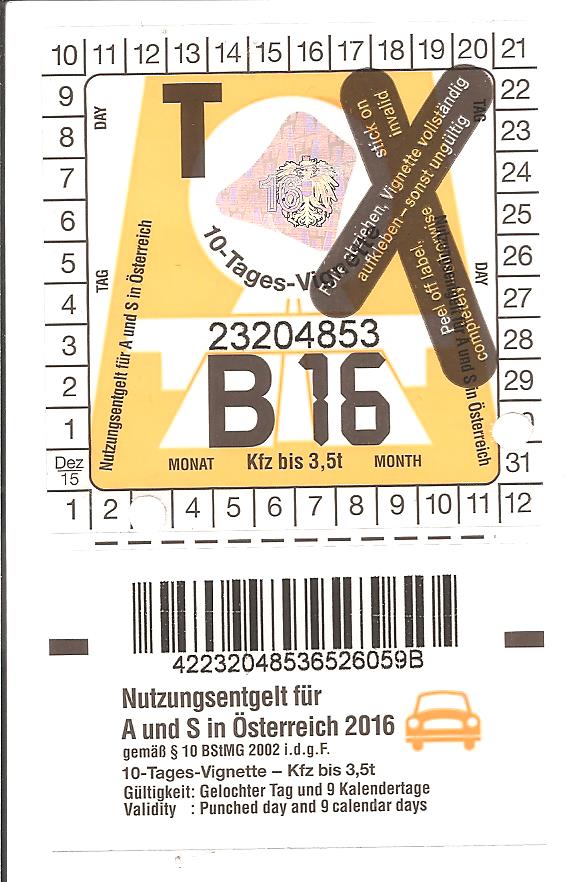 10 11 12 13 14 15 16 17 18 19 20 21
9 22
8 23
7 24
6 25
5 26
4 27
3 28
2 29
1
Dez 15 31
1 2 4 5 6 7 8 9 10 11 12
DAY
TAG
T
16
stick on
invalid
Folie abziehen, Vignette vollständig
aufkleben – sonst ungültig
Peel off label,
completely otherwise
TAG
DAY
10-Tages-Vignette
Nutzungsentgelt für A und S in Österreich
Nutzungsentgelt für A und S in Österreich
23204853
B 16
MONAT Kfz bis 3,5t MONTH
42232048536526059B
Nutzungsentgelt für
A und S in Österreich 2016
gemäß § 10 BStMG 2002 i.d.g.F.
10-Tages-Vignette – Kfz bis 3,5t
Gültigkeit: Gelochter Tag und 9 Kalendertage
Validity : Punched day and 9 calendar days